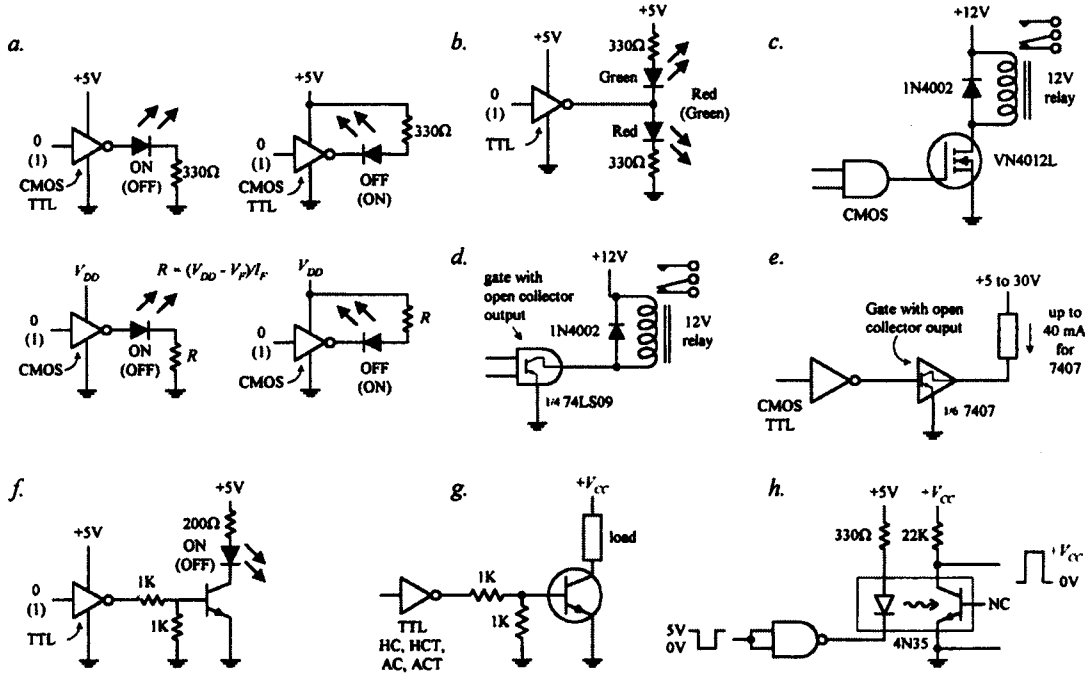 a.
+5V
0
(1)
ON
(OFF)
330Ω
CMOS
TTL
+5V
0
(1)
330Ω
OFF
(ON)
CMOS
TTL
V_DD
R = (V_DD - V_F)/I_F
0
(1)
ON
(OFF)
R
CMOS
V_DD
0
(1)
R
OFF
(ON)
CMOS
b.
+5V
+5V
330Ω
Green
0
(1)
Red
(Green)
Red
TTL
330Ω
c.
+12V
1N4002
12V
relay
VN4012L
CMOS
d.
gate with
open collector
output
+12V
1N4002
12V
relay
1/4 74LS09
e.
+5 to 30V
Gate with open
collector ouput
up to
40 mA
for
7407
CMOS
TTL
1/6 7407
f.
+5V
+5V
200Ω
ON
(OFF)
0
(1)
1K
1K
TTL
g.
+V_CC
load
1K
1K
TTL
HC, HCT,
AC, ACT
h.
+5V
+V_CC
330Ω
22K
+V_CC
0V
NC
5V
0V
4N35